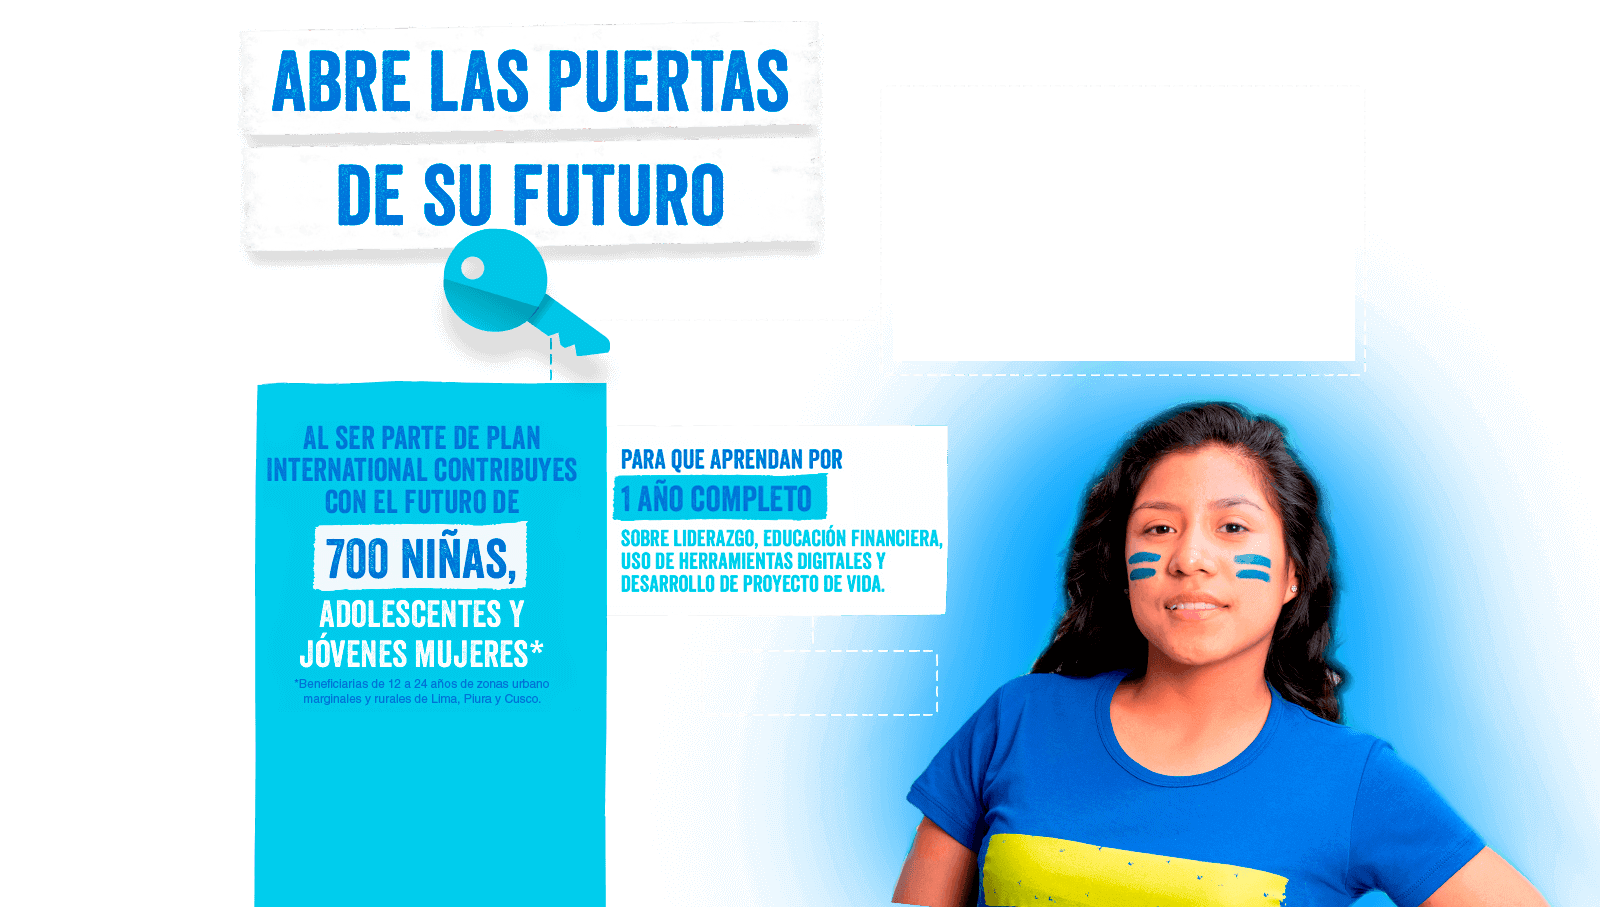 ABRE LAS PUERTAS
DE SU FUTURO
AL SER PARTE DE PLAN
INTERNATIONAL CONTRIBUYES
CON EL FUTURO DE
700 NIÑAS,
ADOLESCENTES Y
JÓVENES MUJERES*
*Beneficiarias de 12 a 24 años de zonas urbano
marginales y rurales de Lima, Piura y Cusco.
PARA QUE APRENDAN POR
1 AÑO COMPLETO
SOBRE LIDERAZGO, EDUCACIÓN FINANCIERA,
USO DE HERRAMIENTAS DIGITALES Y
DESARROLLO DE PROYECTO DE VIDA.